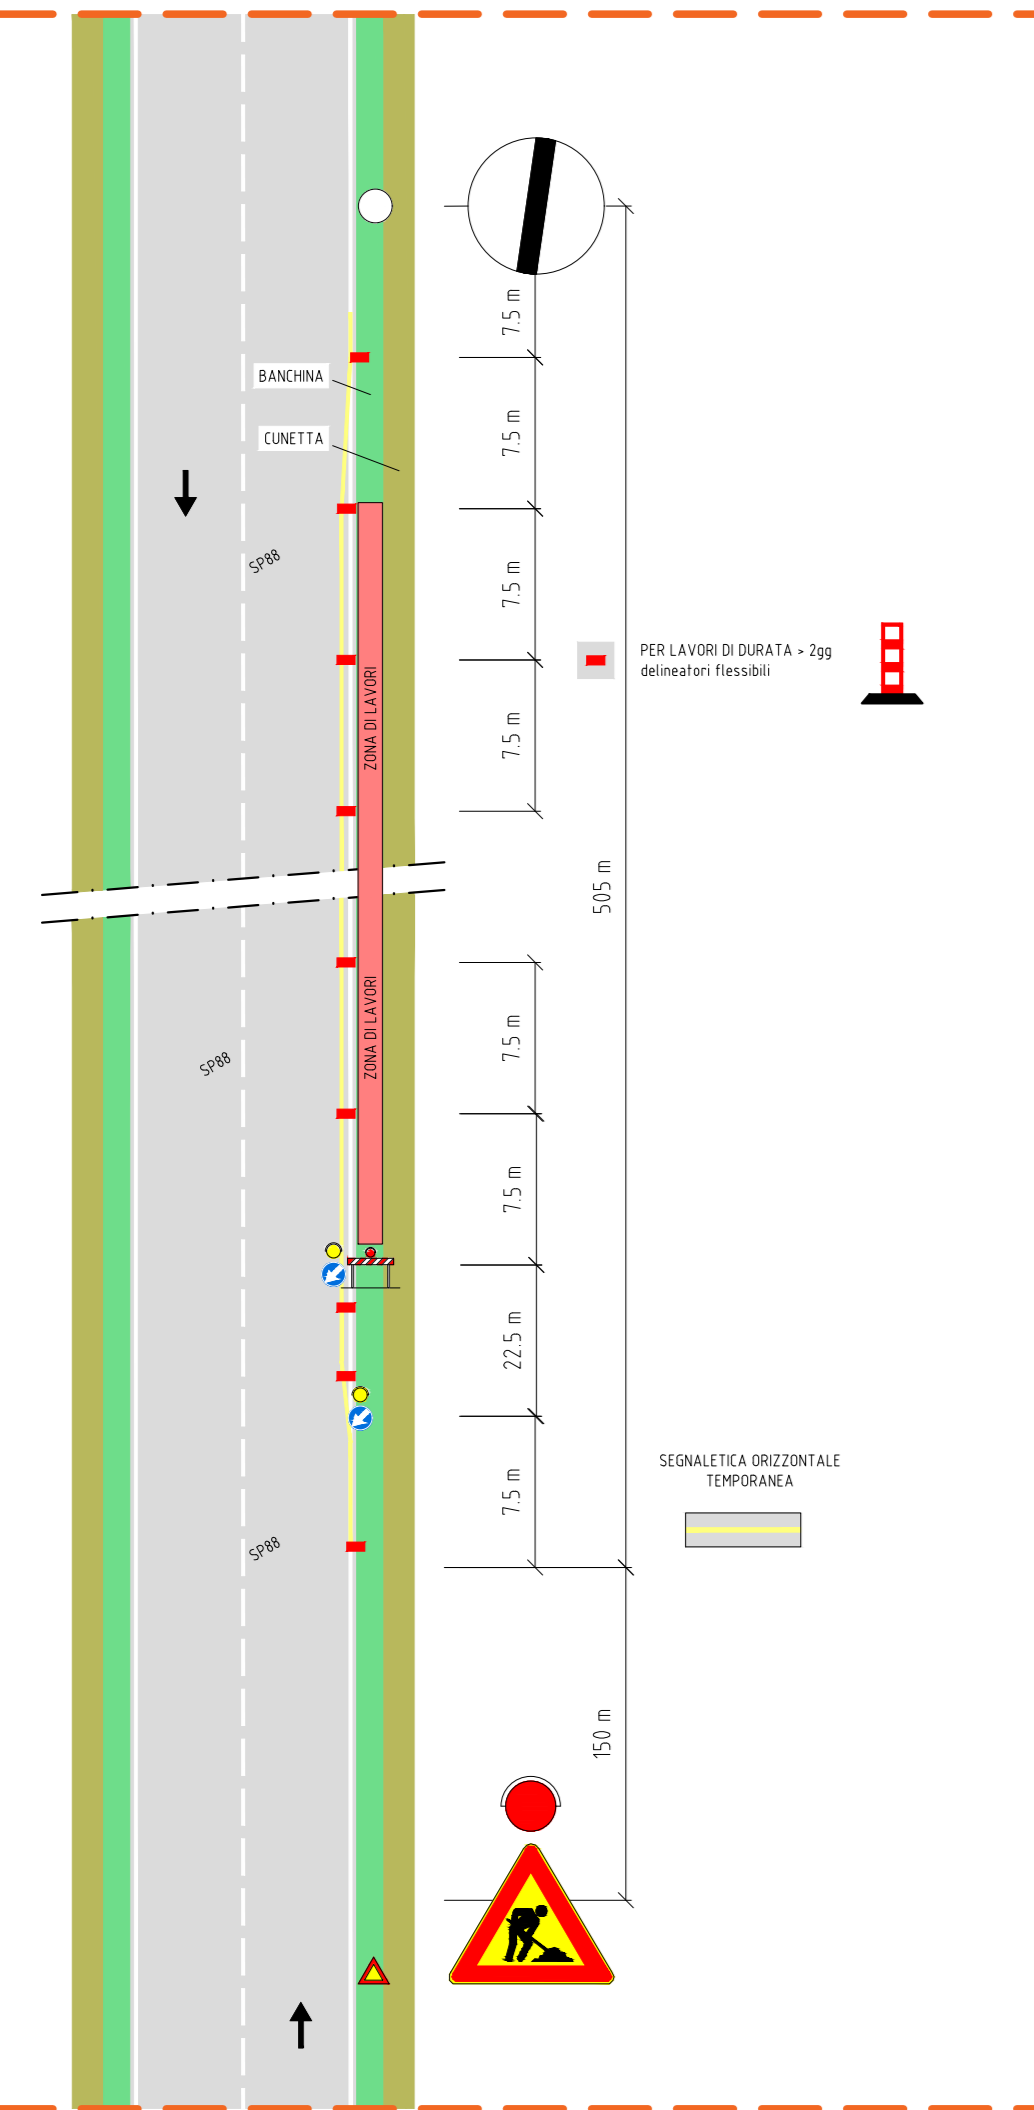 7.5 m
BANCHINA
7.5 m
CUNETTA
SP88
7.5 m
PER LAVORI DI DURATA > 2gg
delineatori flessibili
ZONA DI LAVORI
7.5 m
505 m
ZONA DI LAVORI
7.5 m
SP88
7.5 m
22.5 m
SEGNALETICA ORIZZONTALE
TEMPORANEA
7.5 m
SP88
150 m